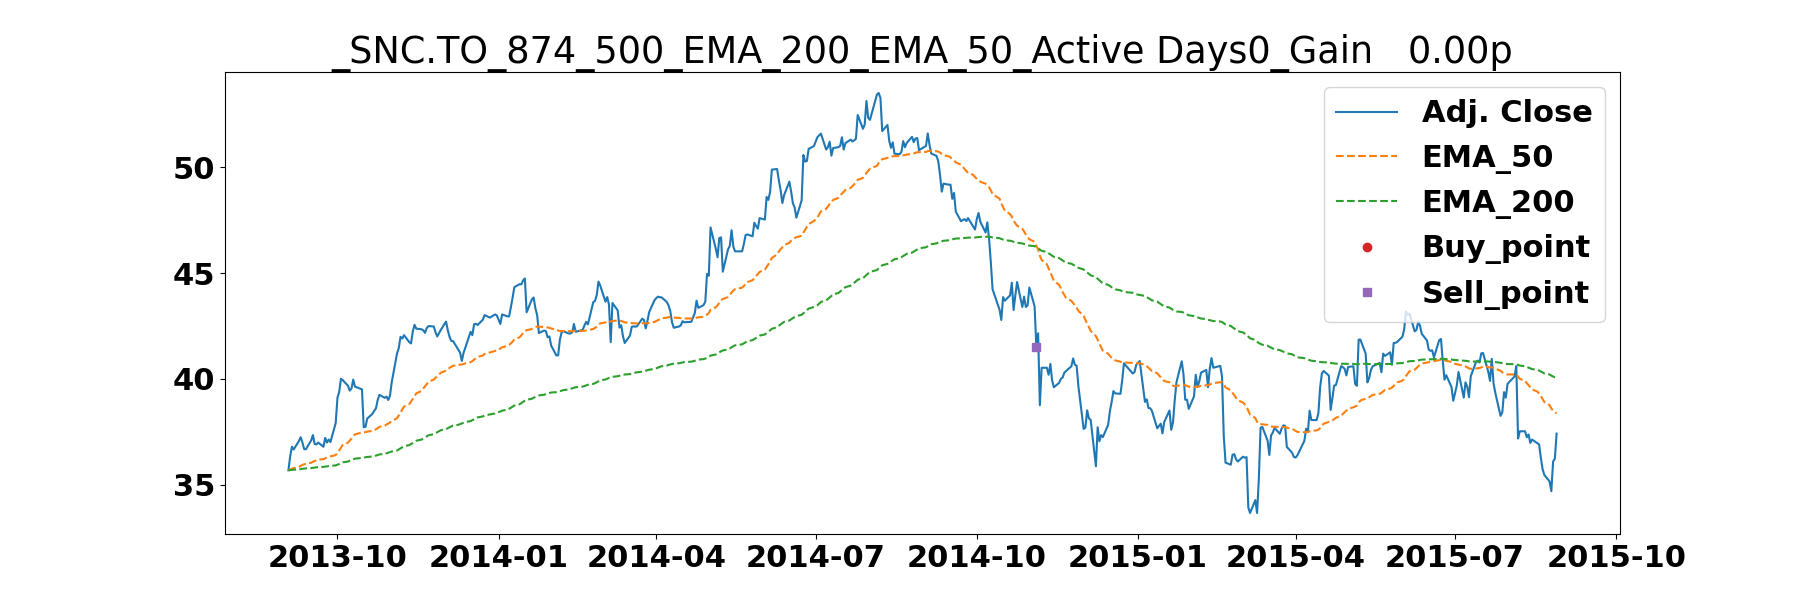 _SNC.TO_874_500_EMA_200_EMA_50_Active Days0_Gain   0.00p
Adj. Close
EMA_50
EMA_200
Buy_point
Sell_point
50
45
40
35
2013-10 2014-01 2014-04 2014-07 2014-10 2015-01 2015-04 2015-07 2015-10